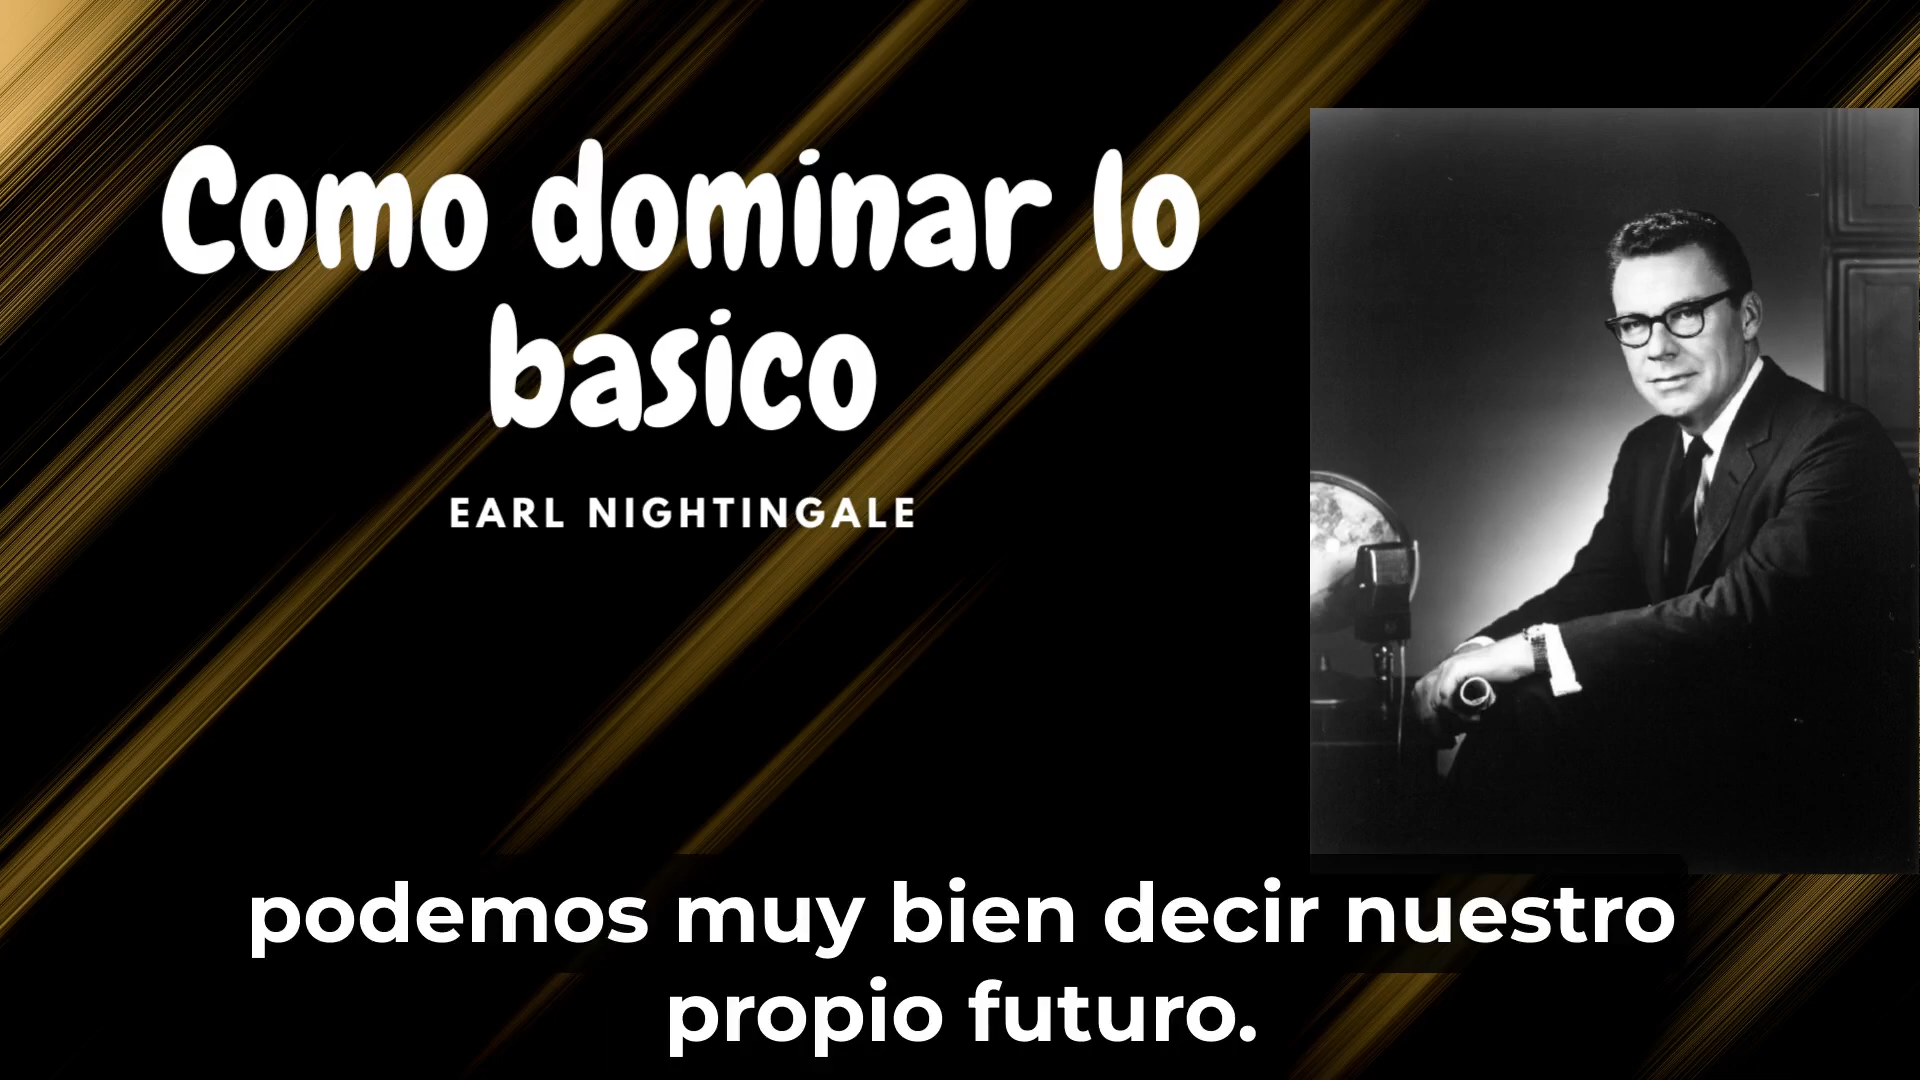 Como dominar lo
basico
EARL NIGHTINGALE
podemos muy bien decir nuestro
propio futuro.